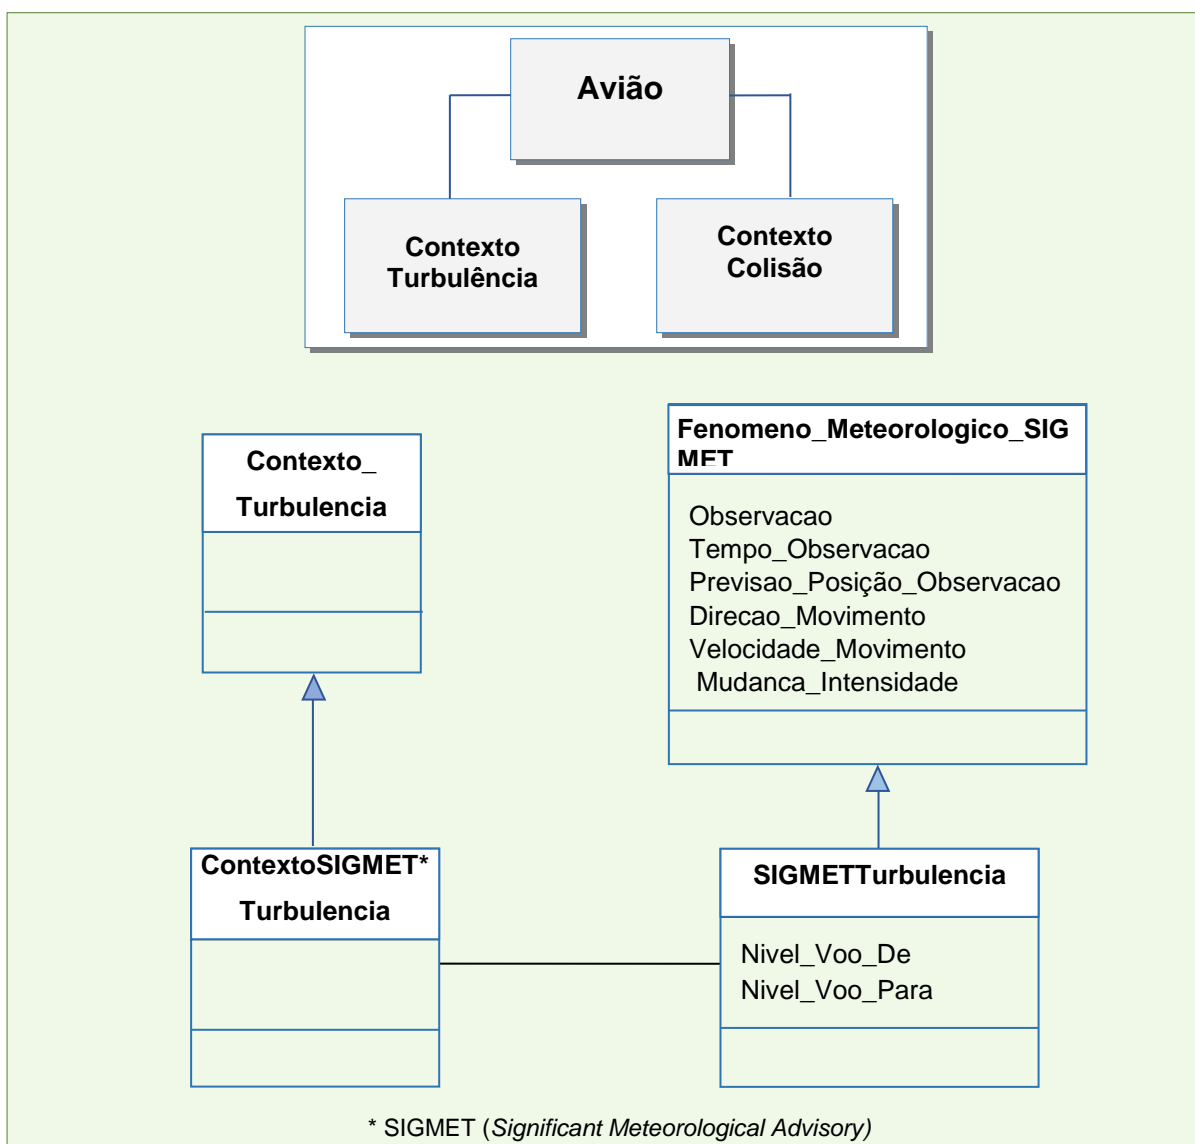 Avião
Contexto
Turbulência
Contexto
Colisão
Contexto_
Turbulencia
Fenomeno_Meteorologico_SIG
MET
Observacao
Tempo_Observacao
Previsao_Posição_Observacao
Direcao_Movimento
Velocidade_Movimento
Mudanca_Intensidade
ContextoSIGMET*
Turbulencia
SIGMETTurbulencia
Nivel_Voo_De
Nivel_Voo_Para
* SIGMET (Significant Meteorological Advisory)